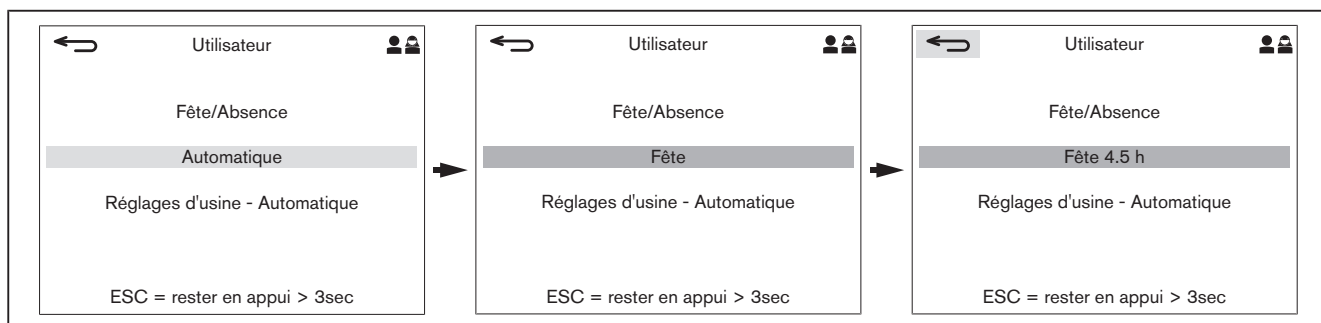 Utilisateur
Fête/Absence
Automatique
Réglages d'usine - Automatique
ESC = rester en appui > 3sec
Utilisateur
Fête/Absence
Fête
Réglages d'usine - Automatique
ESC = rester en appui > 3sec
Utilisateur
Fête/Absence
Fête 4.5 h
Réglages d'usine - Automatique
ESC = rester en appui > 3sec